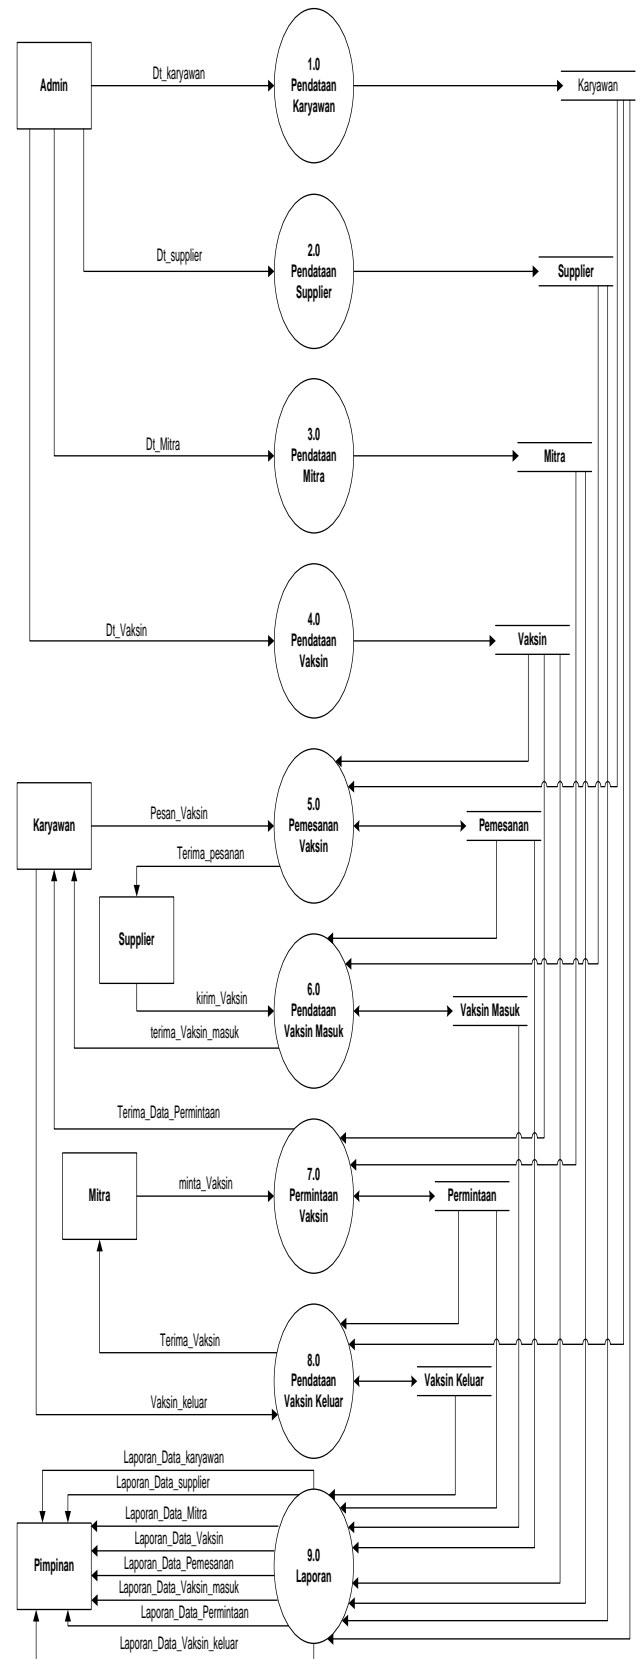 Dt_karyawan
1.0
Pendataan
Karyawan
Admin
Karyawan
Dt_supplier
2.0
Pendataan
Supplier
Supplier
Dt_Mitra
3.0
Pendataan
Mitra
Mitra
Dt_Vaksin
4.0
Pendataan
Vaksin
Vaksin
Karyawan
Pesan_Vaksin
5.0
Pemesanan
Vaksin
Pemesanan
Terima_pesanan
Supplier
kirim_Vaksin
6.0
Pendataan
Vaksin Masuk
Vaksin Masuk
terima_Vaksin_masuk
Terima_Data_Permintaan
Mitra
minta_Vaksin
7.0
Permintaan
Vaksin
Permintaan
Terima_Vaksin
8.0
Pendataan
Vaksin Keluar
Vaksin Keluar
Vaksin_keluar
Laporan_Data_karyawan
Laporan_Data_supplier
Laporan_Data_Mitra
Laporan_Data_Vaksin
Pimpinan
Laporan_Data_Pemesanan
9.0
Laporan
Laporan_Data_Vaksin_masuk
Laporan_Data_Permintaan
Laporan_Data_Vaksin_keluar